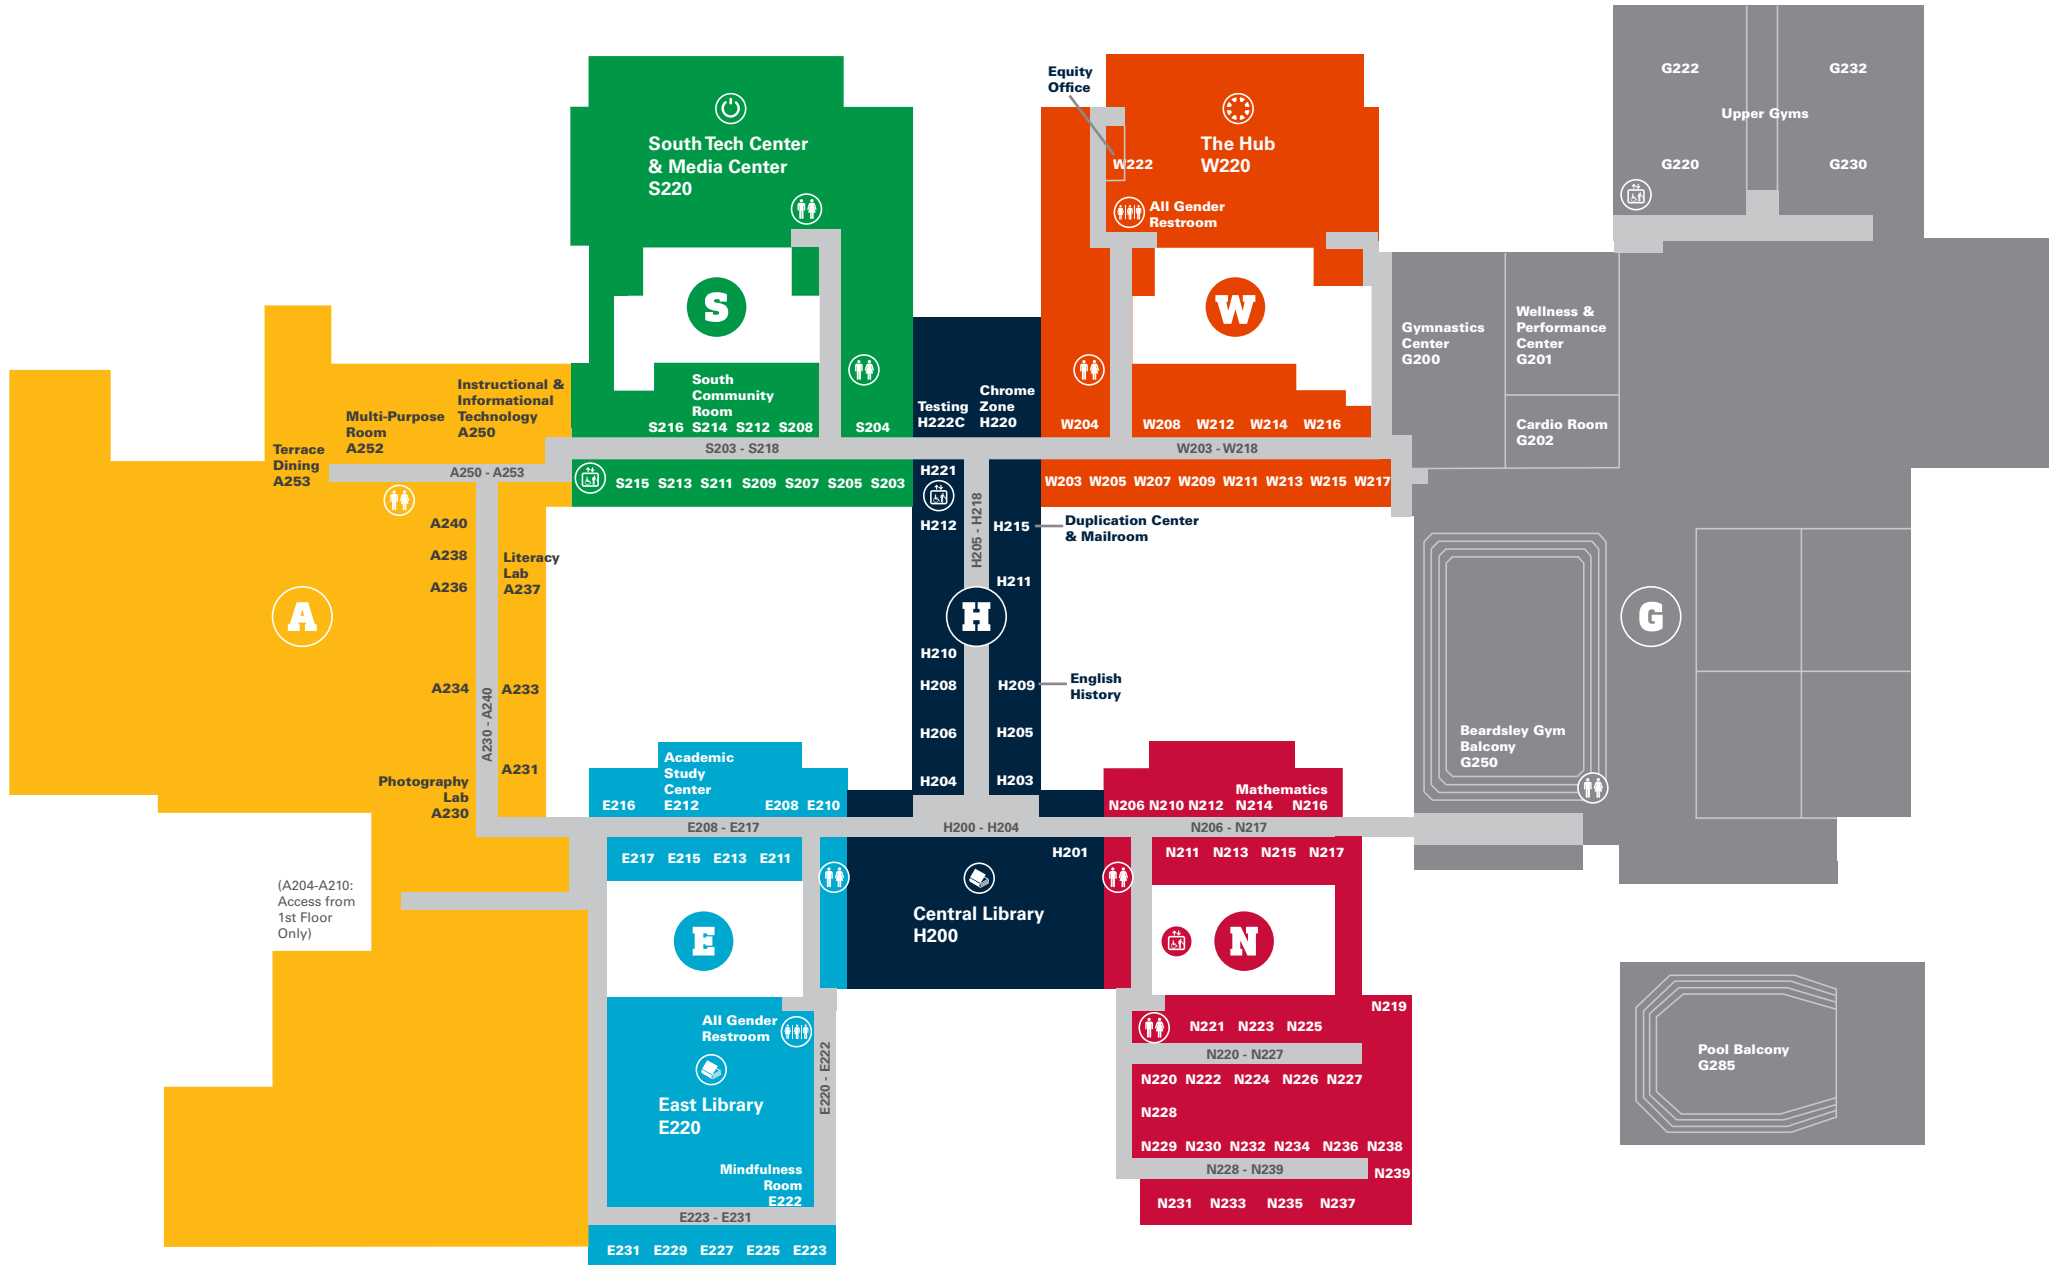 Equity
Office
G222
G232
Upper Gyms
G220
G230
South Tech Center
& Media Center
S220
The Hub
W220
W222
All Gender
Restroom
S
W
Gymnastics
Center
G200
Wellness &
Performance
Center
G201
Cardio Room
G202
South
Community
Room
S216 S214 S212 S208
S204
Testing
H222C
Chrome
Zone
H220
W204
W208 W212 W214 W216
Instructional &
Informational
Technology
A250
Multi-Purpose
Room
A252
Terrace
Dining
A253
A250 - A253
S203 - S218
W203 - W218
S215 S213 S211 S209 S207 S205 S203
H221
W203 W205 W207 W209 W211 W213 W215 W217
H205 - H218
H212
H215
Duplication Center
& Mailroom
H211
A240
A238
A236
Literacy
Lab
A237
A
H
G
H210
H208
H209
English
History
H206
H205
H204
H203
A234
A233
A230 - A240
A231
Photography
Lab
A230
Academic
Study
Center
E216
E212
E208 E210
Mathematics
N206 N210 N212 N214 N216
Beardsley Gym
Balcony
G250
E208 - E217
H200 - H204
N206 - N217
E217 E215 E213 E211
H201
N211 N213 N215 N217
(A204-A210:
Access from
1st Floor
Only)
Central Library
H200
E
N
All Gender
Restroom
East Library
E220
E220 - E222
Mindfulness
Room
E222
E223 - E231
E231 E229 E227 E225 E223
N219
N221 N223 N225
N220 - N227
N220 N222 N224 N226 N227
N228
N229 N230 N232 N234 N236 N238
N228 - N239
N239
N231 N233 N235 N237
Pool Balcony
G285